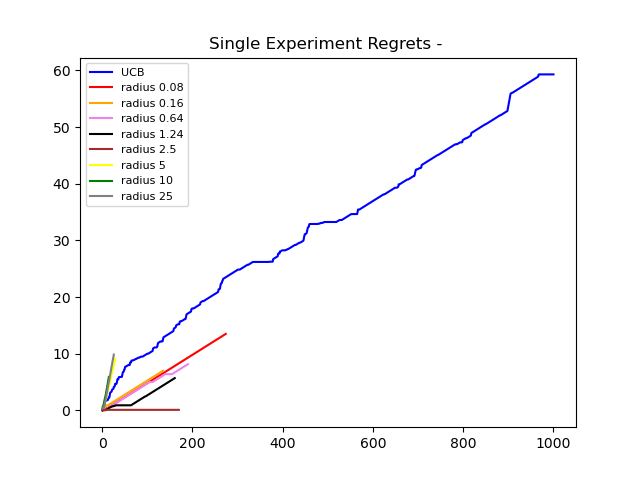 Single Experiment Regrets -
60
50
40
30
20
10
0
UCB
radius 0.08
radius 0.16
radius 0.64
radius 1.24
radius 2.5
radius 5
radius 10
radius 25
0 200 400 600 800 1000